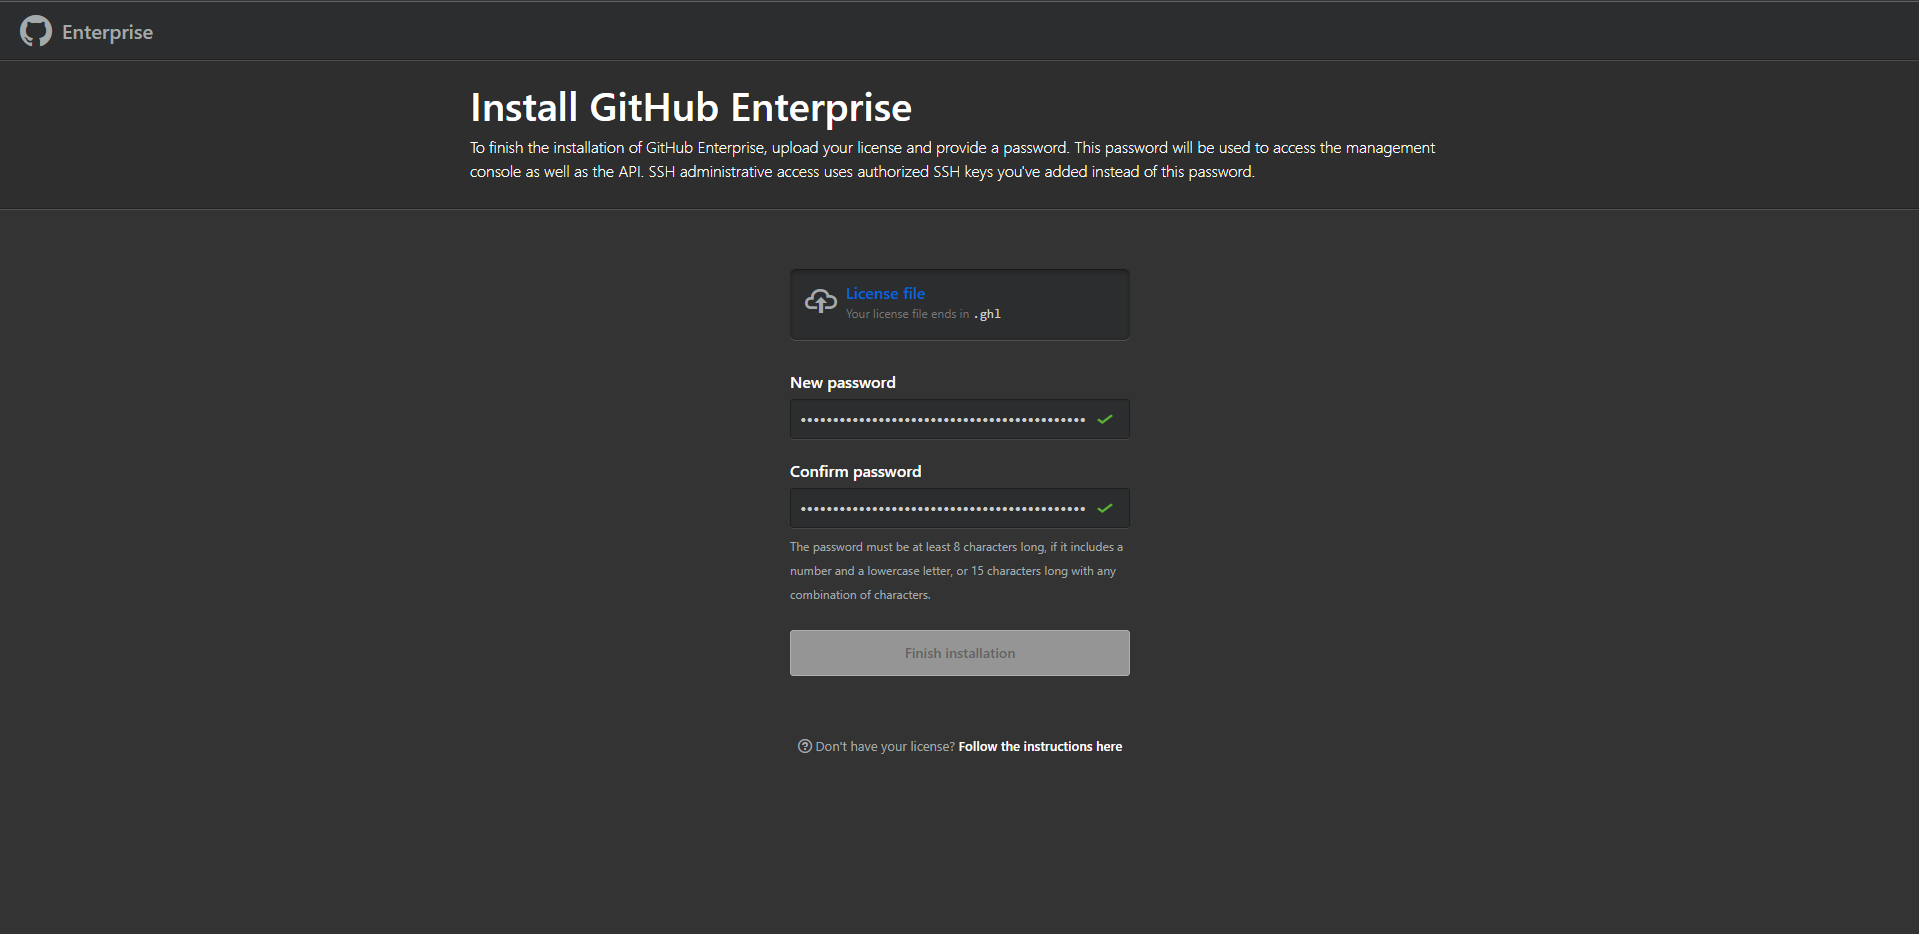 Enterprise
Install GitHub Enterprise
To finish the installation of GitHub Enterprise, upload your license and provide a password. This password will be used to access the management
console as well as the API. SSH administrative access uses authorized SSH keys you've added instead of this password.
License file
Your license file ends in .ghl
New password
Confirm password
The password must be at least 8 characters long, if it includes a
number and a lowercase letter, or 15 characters long with any
combination of characters.
Finish installation
Don't have your license? Follow the instructions here